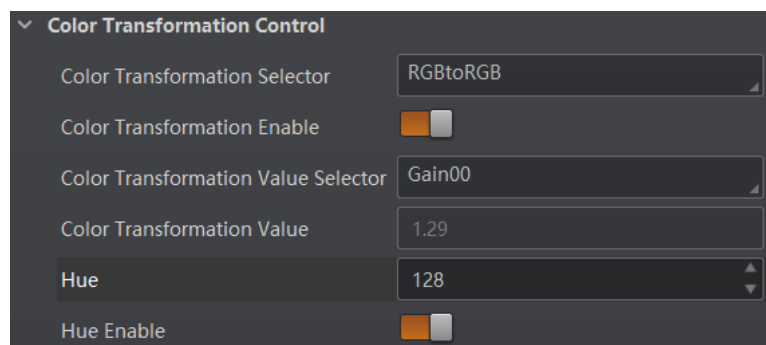 Color Transformation Control
Color Transformation Selector RGBtoRGB
Color Transformation Enable
Color Transformation Value Selector Gain00
Color Transformation Value 1.29
Hue 128
Hue Enable